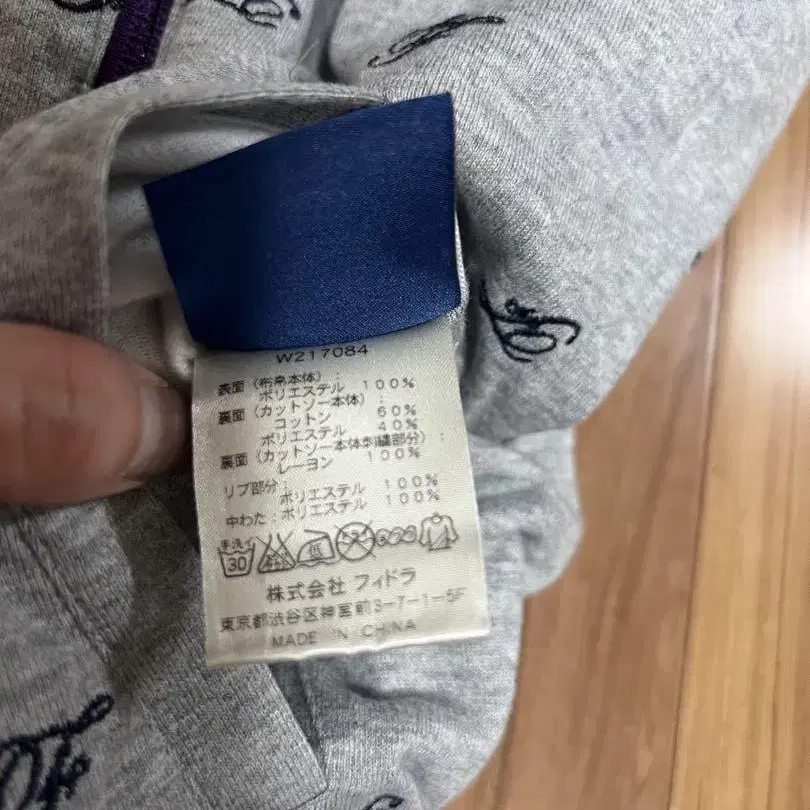 W217084
表面（布帛本体）：
ポリエステル 100%
裏面（カットソー本体）：
コットン 60%
ポリエステル 40%
裏面（カットソー本体刺繍部分）：
レーヨン 100%
リブ部分：
ポリエステル 100%
中わた：ポリエステル 100%
手洗イ
30 低
株式会社 フィドラ
東京都渋谷区神宮前3-7-1-5F
MADE IN CHINA